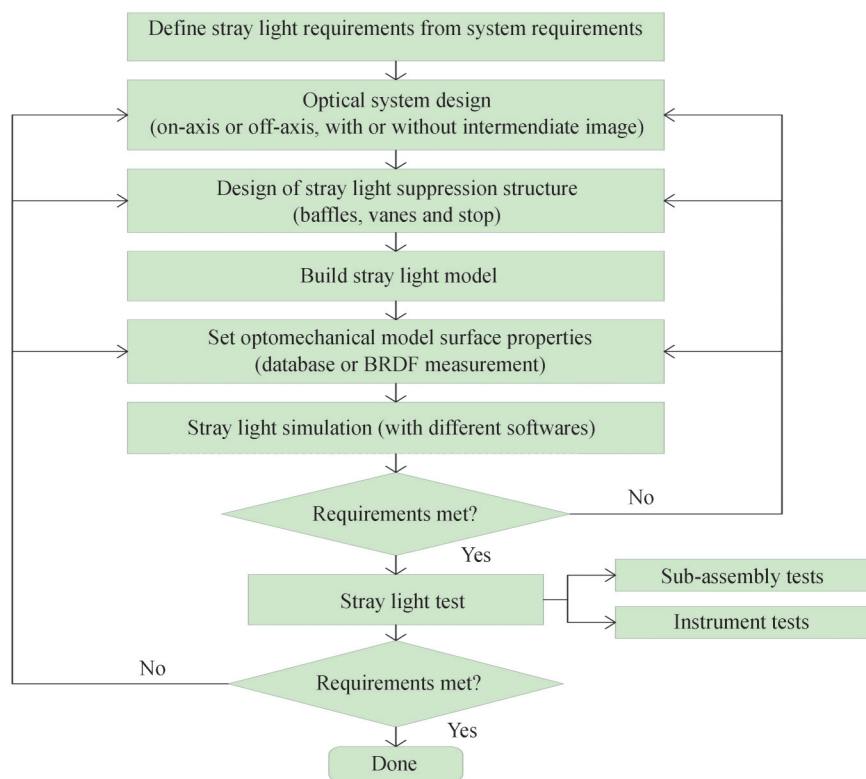 Define stray light requirements from system requirements
Optical system design
(on-axis or off-axis, with or without intermendiate image)
Design of stray light suppression structure
(baffles, vanes and stop)
Build stray light model
Set optomechanical model surface properties
(database or BRDF measurement)
Stray light simulation (with different softwares)
Requirements met?
No
Yes
Stray light test
Sub-assembly tests
Instrument tests
No
Requirements met?
Yes
Done